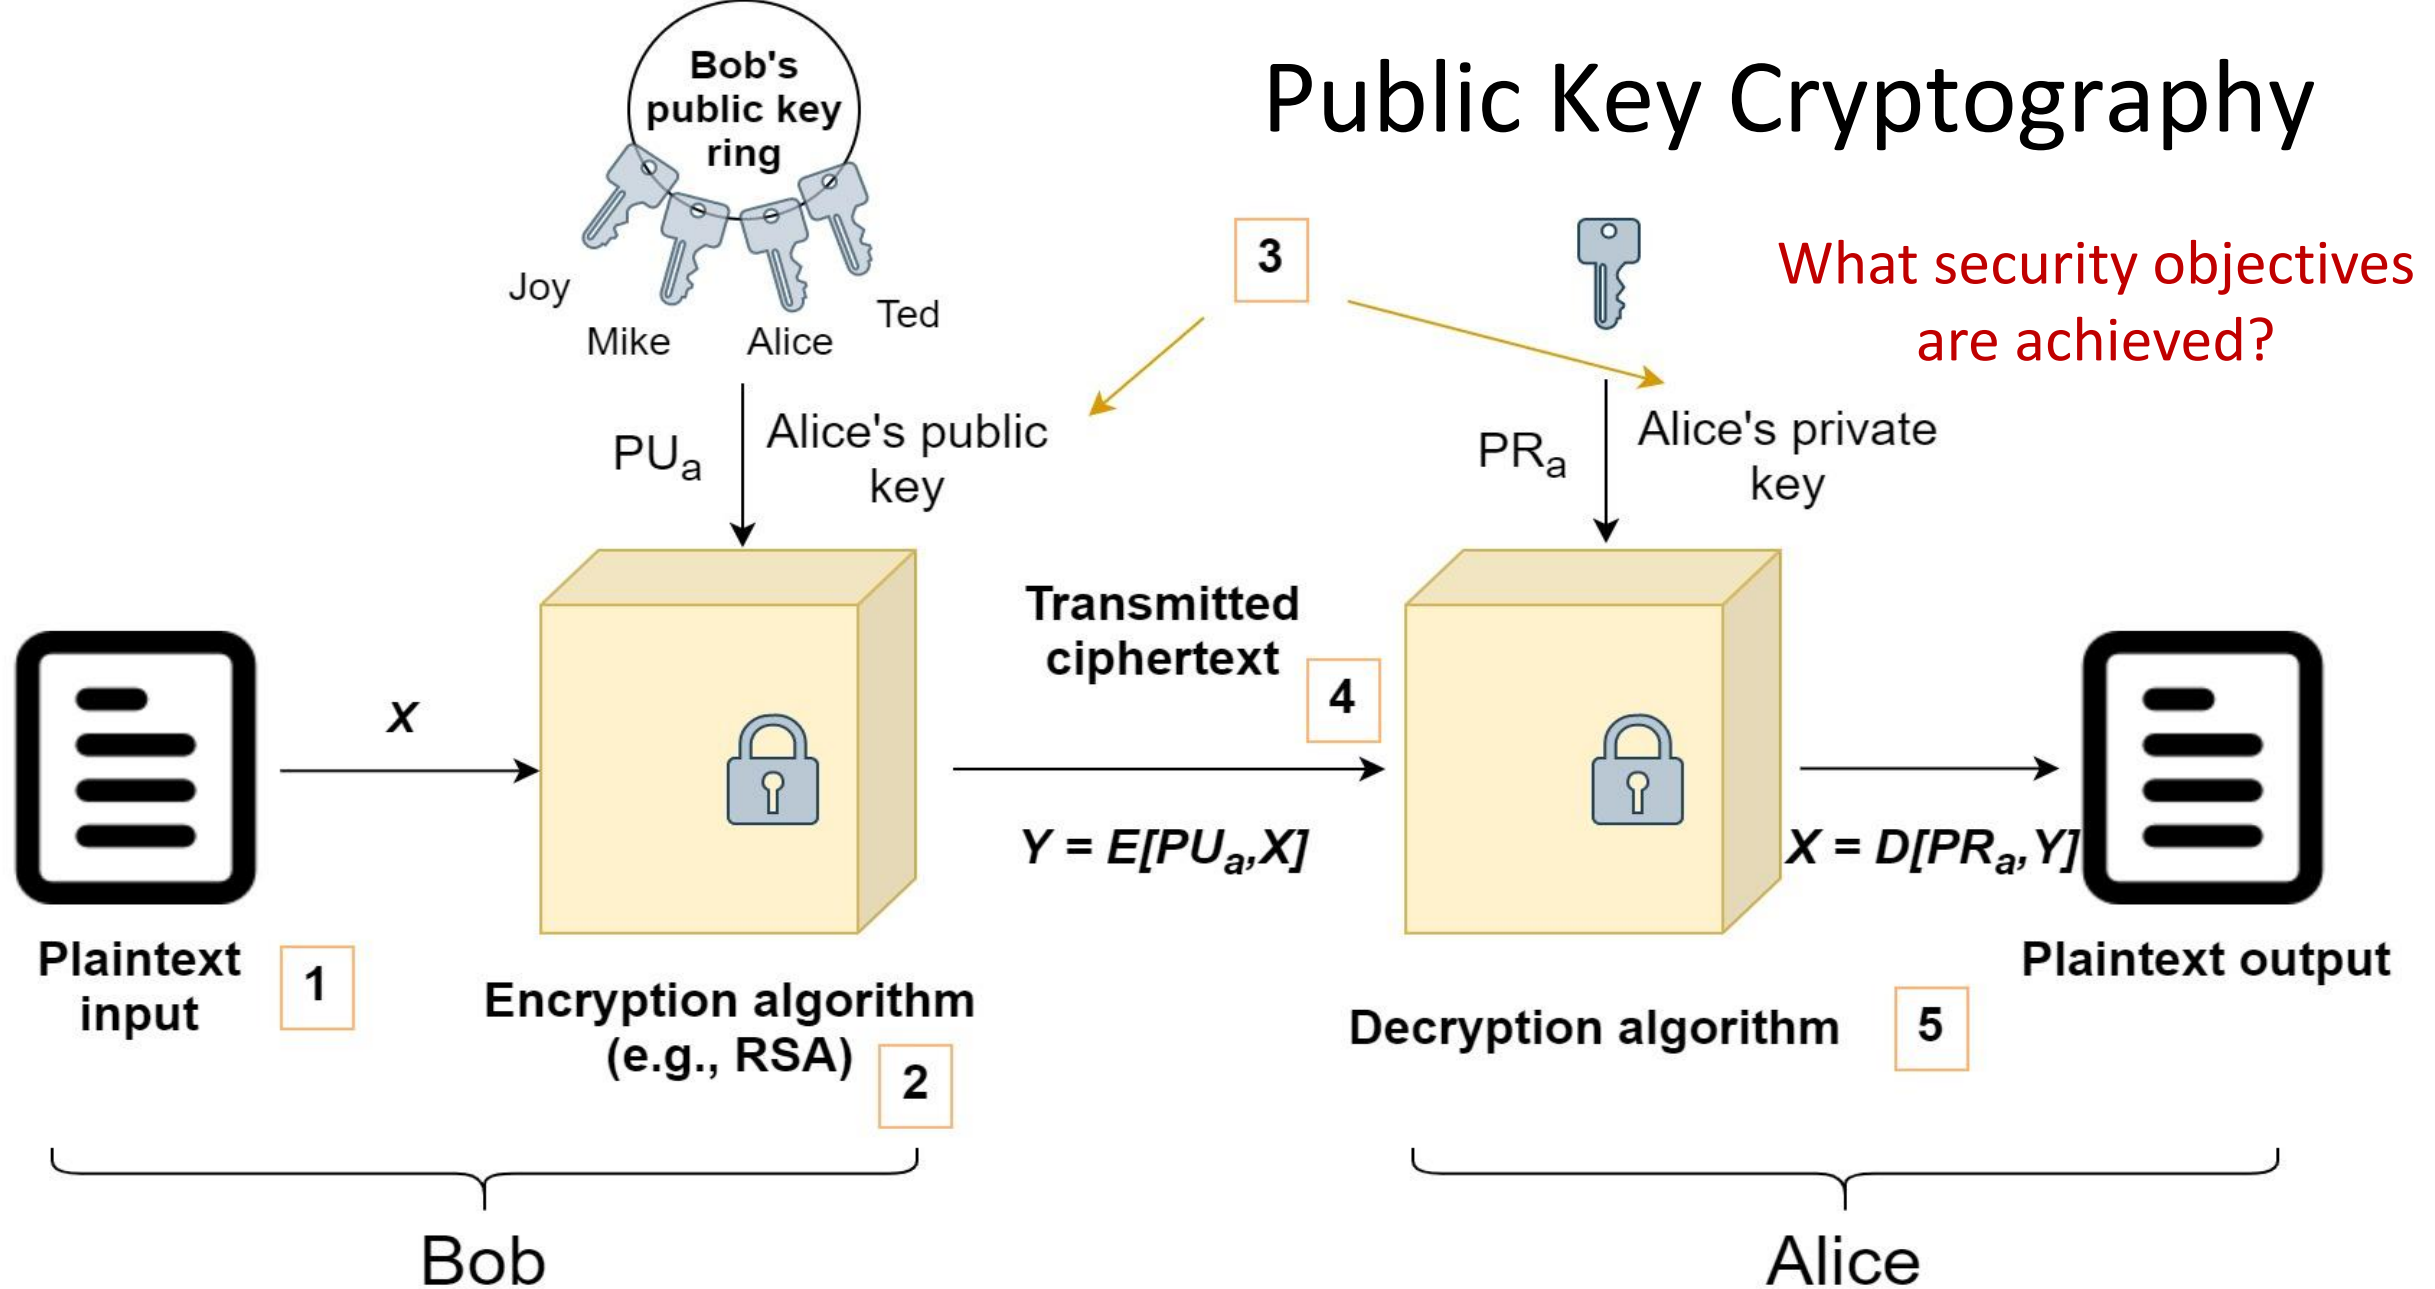 Bob's
public key
ring
Public Key Cryptography
Joy
Mike
Alice
Ted
3
What security objectives
are achieved?
PUa
Alice's public
key
PRa
Alice's private
key
X
Transmitted
ciphertext
4
Y = E[PUa,X]
X = D[PRa,Y]
Plaintext
input
1
Encryption algorithm
(e.g., RSA)
2
Decryption algorithm
5
Plaintext output
Bob
Alice